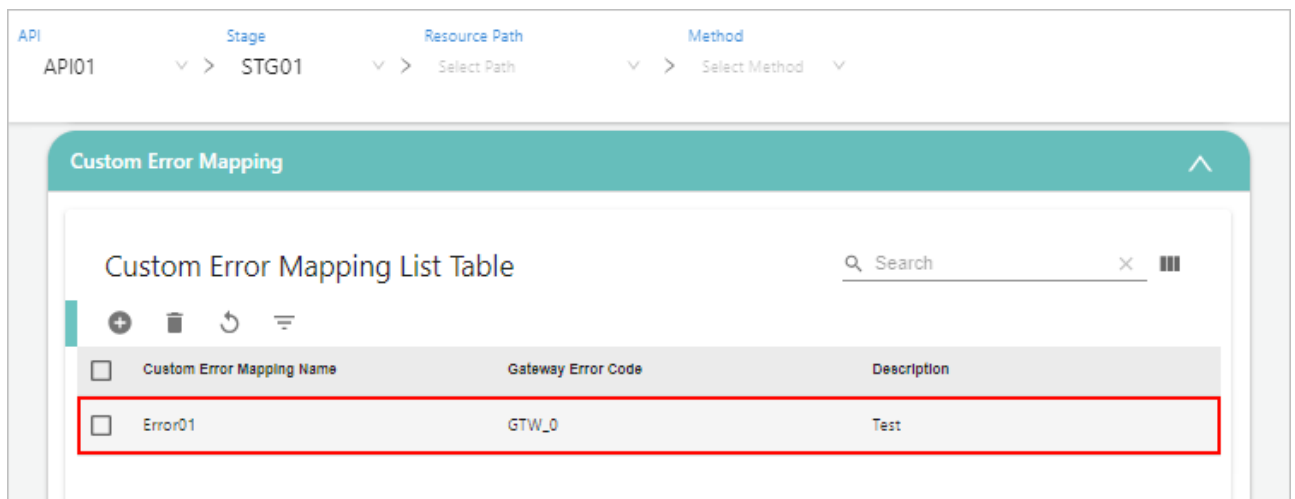 API Stage Resource Path Method
API01 > STG01 > Select Path > Select Method
Custom Error Mapping
Custom Error Mapping List Table
Search
Custom Error Mapping Name Gateway Error Code Description
Error01 GTW_0 Test